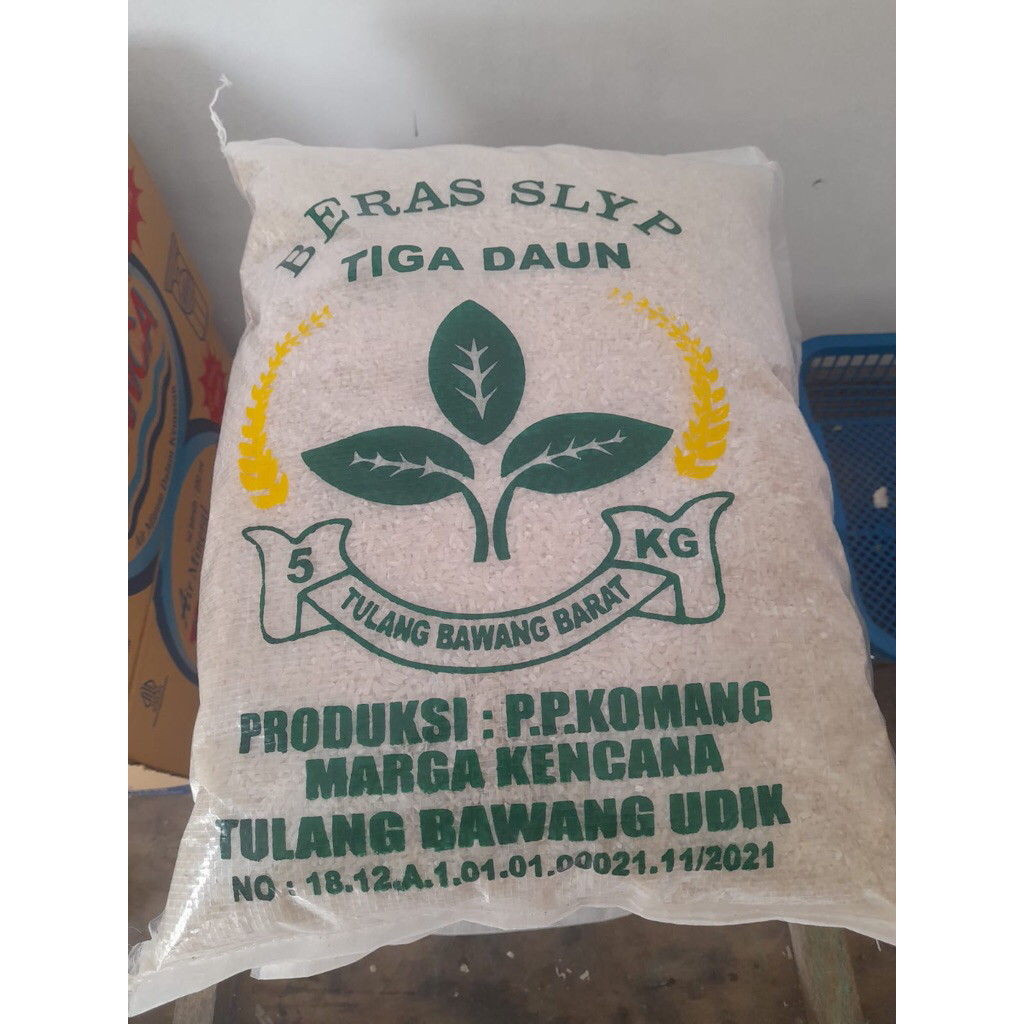 BERAS SLYP
TIGA DAUN
5 KG
TULANG BAWANG BARAT
PRODUKSI : P.P.KOMANG
MARGA KENCANA
TULANG BAWANG UDIK
NO : 18.12.A.1.01.01.00021.11/2021